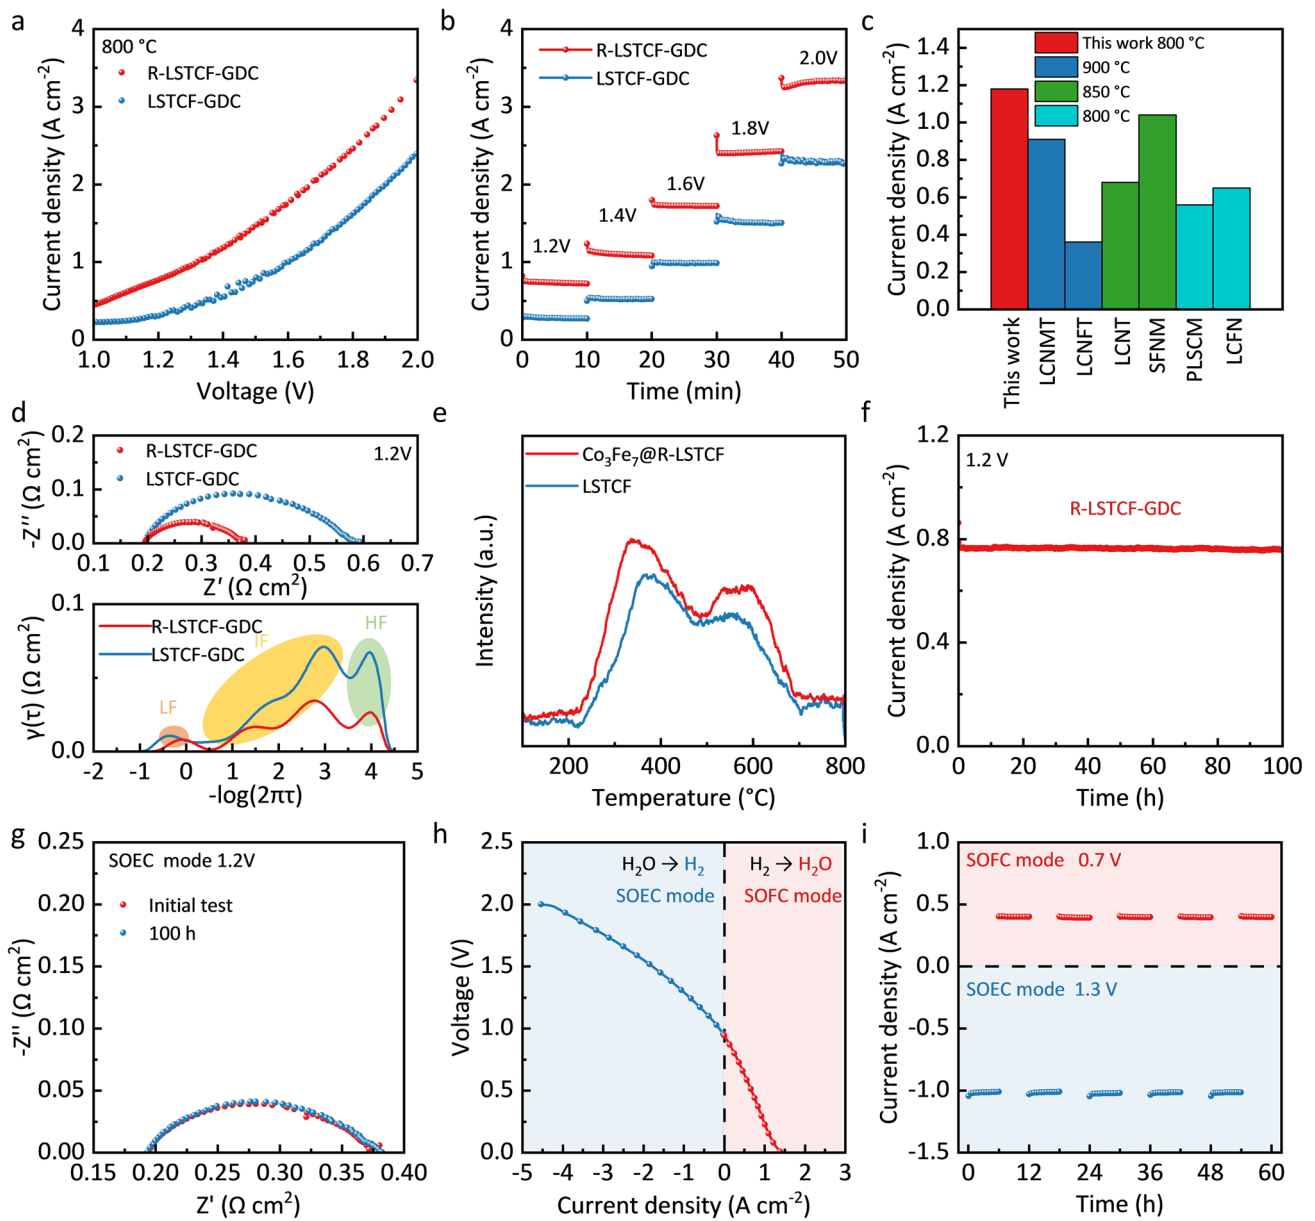 a
800 °C
R-LSTCF-GDC
LSTCF-GDC
Current density (A cm⁻²)
4
3
2
1
0
1.0 1.2 1.4 1.6 1.8 2.0
Voltage (V)
b
R-LSTCF-GDC
LSTCF-GDC
2.0V
1.8V
1.6V
1.4V
1.2V
Current density (A cm⁻²)
4
3
2
1
0
0 10 20 30 40 50
Time (min)
c
This work 800 °C
900 °C
850 °C
800 °C
Current density (A cm⁻²)
1.4
1.2
1.0
0.8
0.6
0.4
0.2
0.0
This work
LCNMT
LCNFT
LCNT
SFNM
PLSCM
LCFN
d
R-LSTCF-GDC
LSTCF-GDC
1.2V
-Z′′ (Ω cm²)
0.2
0.1
0.0
0.1 0.2 0.3 0.4 0.5 0.6 0.7
Z′ (Ω cm²)
R-LSTCF-GDC
LSTCF-GDC
LF
IF
HF
γ(τ) (Ω cm²)
0.1
0.0
-2 -1 0 1 2 3 4 5
-log(2πτ)
e
Co₃Fe₇@R-LSTCF
LSTCF
Intensity (a.u.)
200 400 600 800
Temperature (°C)
f
1.2 V
R-LSTCF-GDC
Current density (A cm⁻²)
1.2
0.8
0.4
0.0
0 20 40 60 80 100
Time (h)
g
SOEC mode 1.2V
Initial test
100 h
-Z'' (Ω cm²)
0.25
0.20
0.15
0.10
0.05
0.00
0.15 0.20 0.25 0.30 0.35 0.40
Z' (Ω cm²)
h
H₂O → H₂
SOEC mode
H₂ → H₂O
SOFC mode
Voltage (V)
2.5
2.0
1.5
1.0
0.5
0.0
-5 -4 -3 -2 -1 0 1 2 3
Current density (A cm⁻²)
i
SOFC mode 0.7 V
SOEC mode 1.3 V
Current density (A cm⁻²)
1.0
0.5
0.0
-0.5
-1.0
-1.5
0 12 24 36 48 60
Time (h)